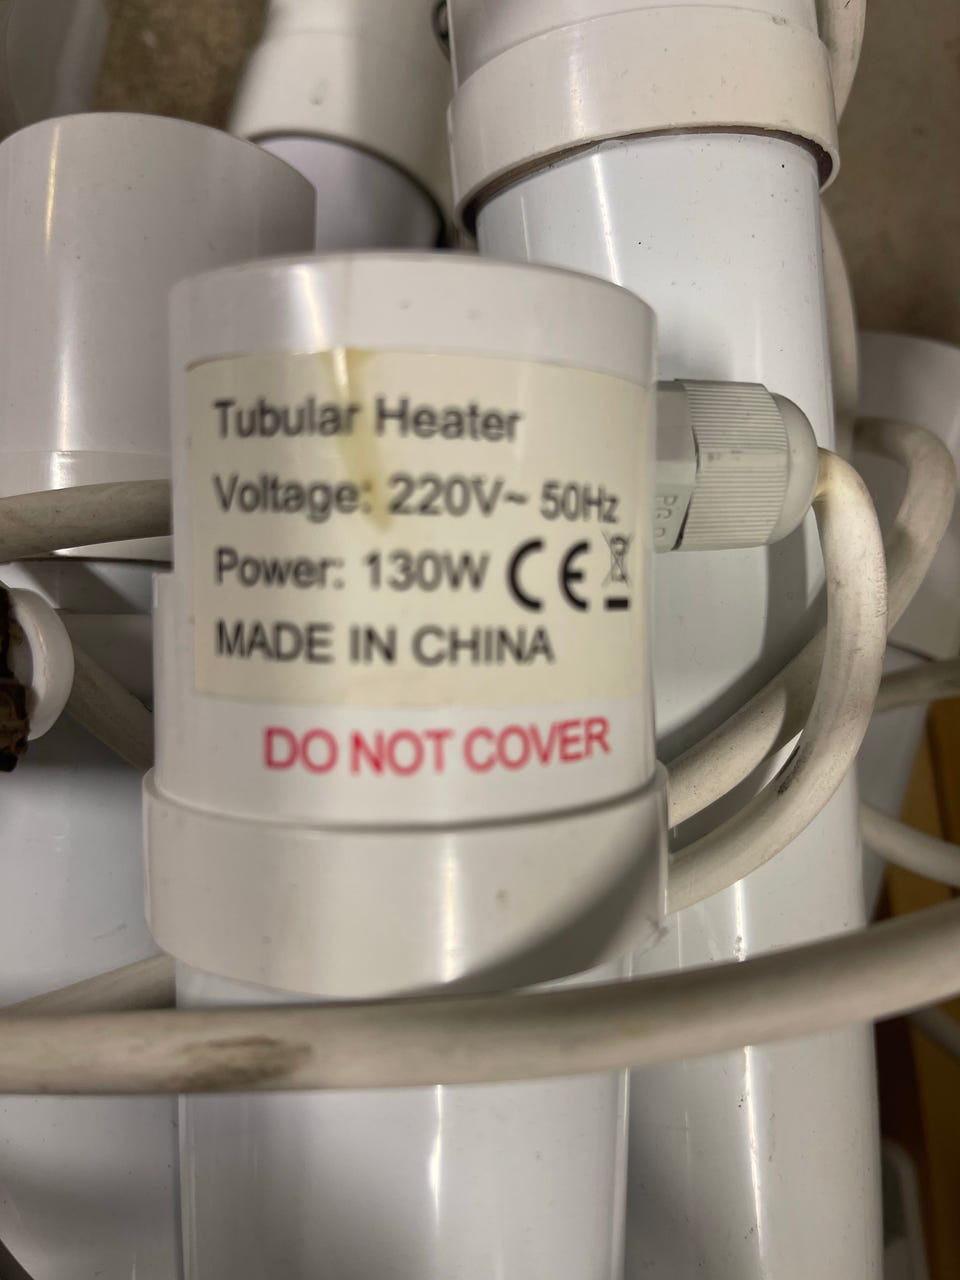 Tubular Heater
Voltage: 220V~ 50Hz
Power: 130W CE
MADE IN CHINA
DO NOT COVER